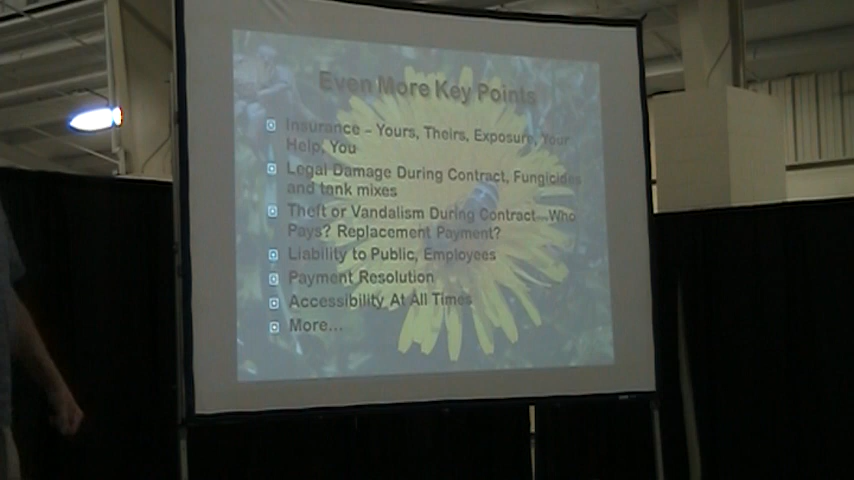 Even More Key Points
Insurance - Yours, Theirs, Exposure, Your
Help, You
Legal Damage During Contract, Fungicides
and tank mixes
Theft or Vandalism During Contract...Who
Pays? Replacement Payment?
Liability to Public, Employees
Payment Resolution
Accessibility At All Times
More...